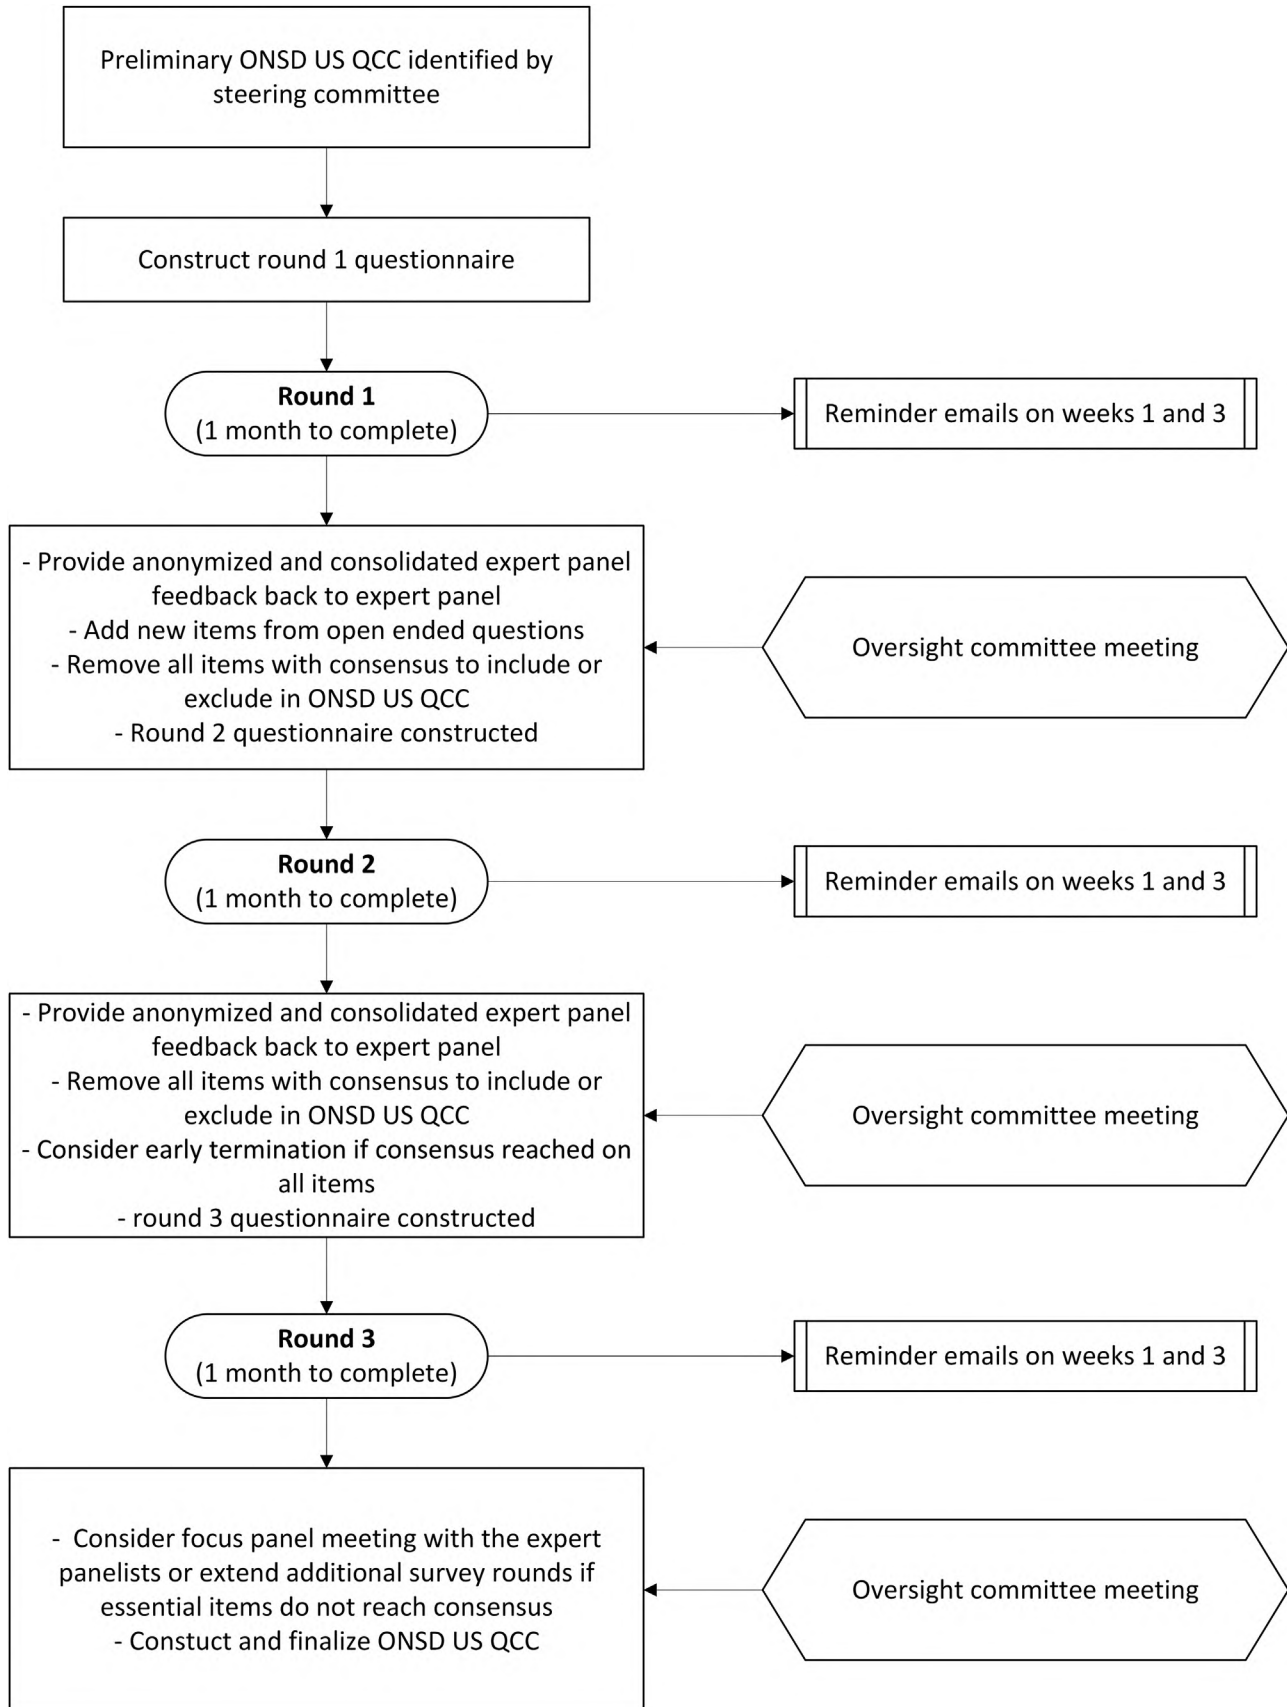 Preliminary ONSD US QCC identified by
steering committee
Construct round 1 questionnaire
Round 1
(1 month to complete)
Reminder emails on weeks 1 and 3
- Provide anonymized and consolidated expert panel
feedback back to expert panel
- Add new items from open ended questions
- Remove all items with consensus to include or
exclude in ONSD US QCC
- Round 2 questionnaire constructed
Oversight committee meeting
Round 2
(1 month to complete)
Reminder emails on weeks 1 and 3
- Provide anonymized and consolidated expert panel
feedback back to expert panel
- Remove all items with consensus to include or
exclude in ONSD US QCC
- Consider early termination if consensus reached on
all items
- round 3 questionnaire constructed
Oversight committee meeting
Round 3
(1 month to complete)
Reminder emails on weeks 1 and 3
- Consider focus panel meeting with the expert
panelists or extend additional survey rounds if
essential items do not reach consensus
- Constuct and finalize ONSD US QCC
Oversight committee meeting